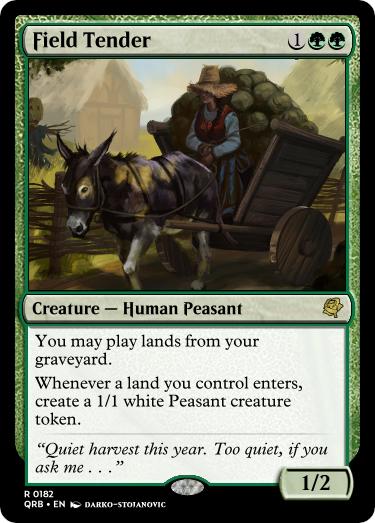 Field Tender
1
Creature — Human Peasant
You may play lands from your
graveyard.
Whenever a land you control enters,
create a 1/1 white Peasant creature
token.
“Quiet harvest this year. Too quiet, if you
ask me . . .”
1/2
R 0182
QRB • EN DARKO-STOJANOVIC